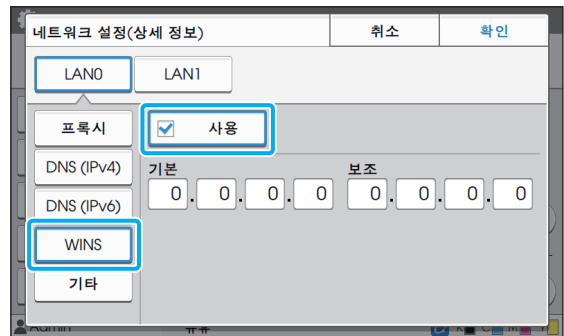 네트워크 설정(상세 정보) 취소 확인
LAN0 LAN1
프록시 사용
DNS (IPv4) 기본 보조
0. 0. 0. 0 0. 0. 0. 0
DNS (IPv6)
WINS
기타
Admin K C M Y